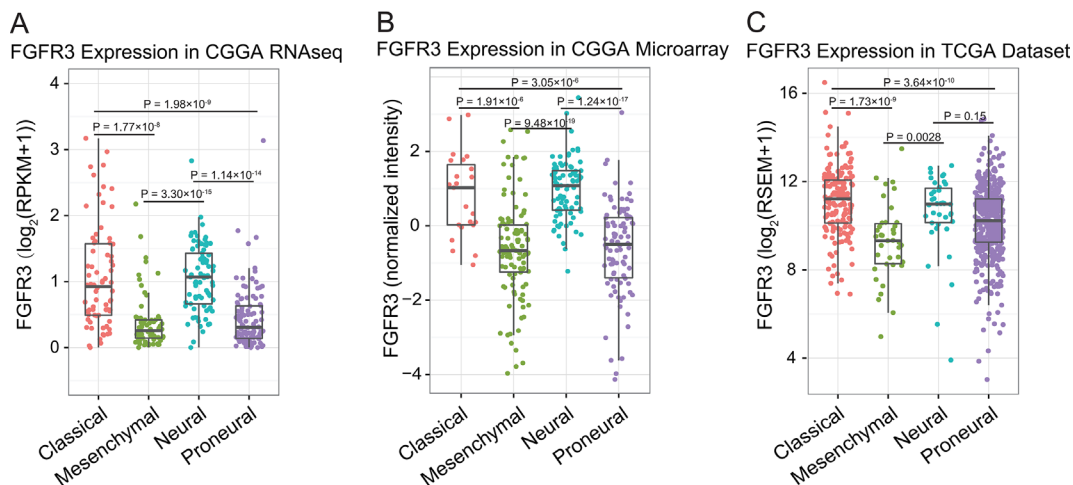 A
FGFR3 Expression in CGGA RNAseq
FGFR3 (log₂(RPKM+1))
4
3
2
1
0
P = 1.98×10⁻⁹
P = 1.77×10⁻⁸
P = 1.14×10⁻¹⁴
P = 3.30×10⁻¹⁵
Classical
Mesenchymal
Neural
Proneural
B
FGFR3 Expression in CGGA Microarray
FGFR3 (normalized intensity)
4
2
0
−2
−4
P = 3.05×10⁻⁶
P = 1.91×10⁻⁶
P = 1.24×10⁻¹⁷
P = 9.48×10⁻¹⁹
Classical
Mesenchymal
Neural
Proneural
C
FGFR3 Expression in TCGA Dataset
FGFR3 (log₂(RSEM+1))
16
12
8
4
P = 3.64×10⁻¹⁰
P = 1.73×10⁻⁹
P = 0.15
P = 0.0028
Classical
Mesenchymal
Neural
Proneural